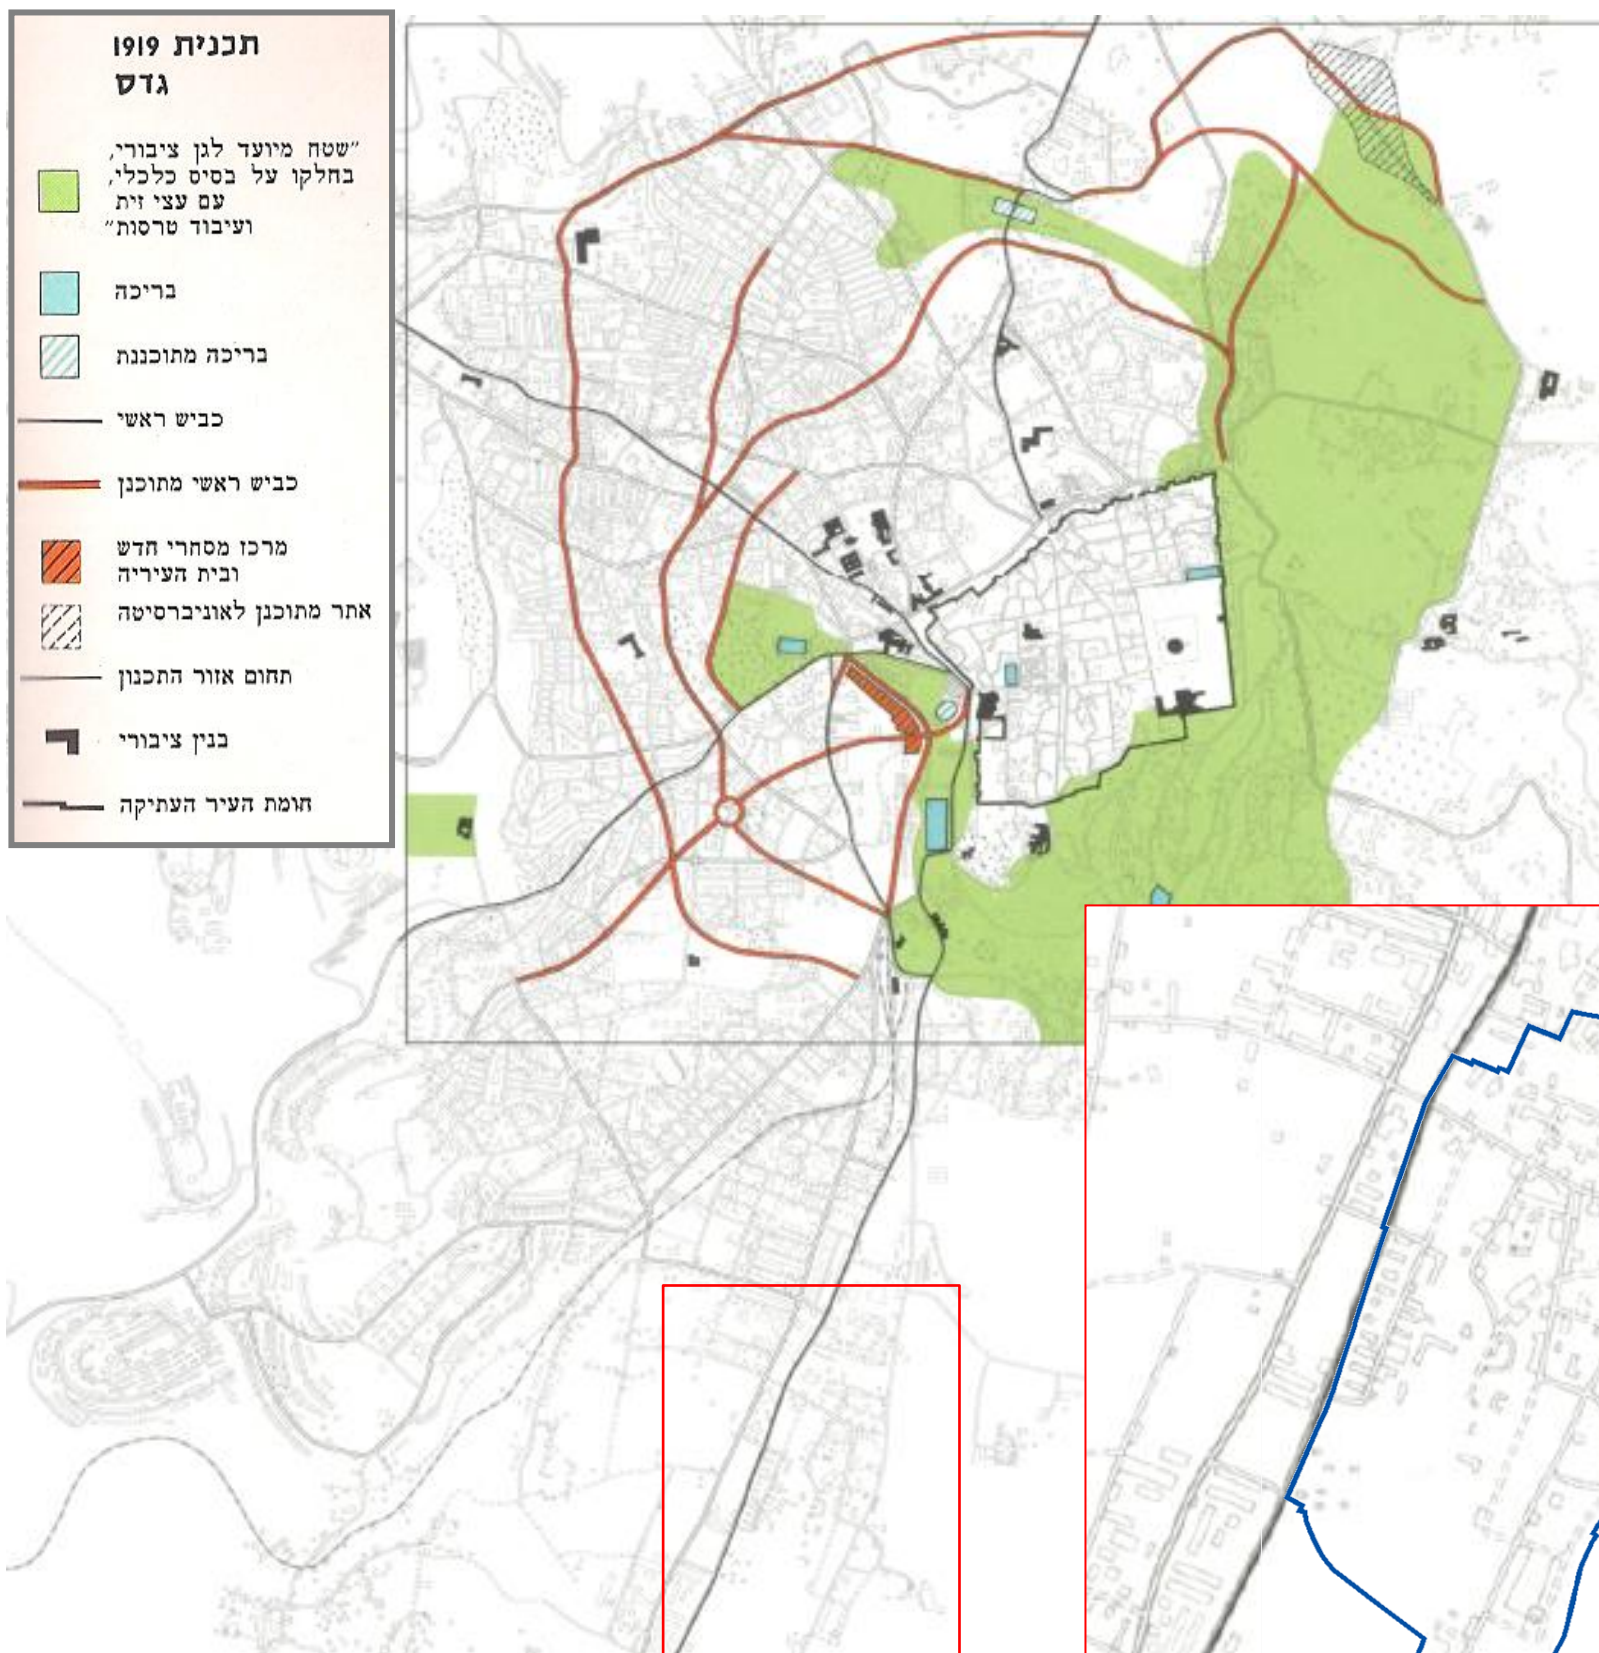 תכנית 1919
גדס
"שטח מיועד לגן ציבורי,
בחלקו על בסיס כלכלי,
עם עצי זית
ועיבוד טרסות"
בריכה
בריכה מתוכננת
כביש ראשי
כביש ראשי מתוכנן
מרכז מסחרי חדש
ובית העיריה
אתר מתוכנן לאוניברסיטה
תחום אזור התכנון
בנין ציבורי
חומת העיר העתיקה